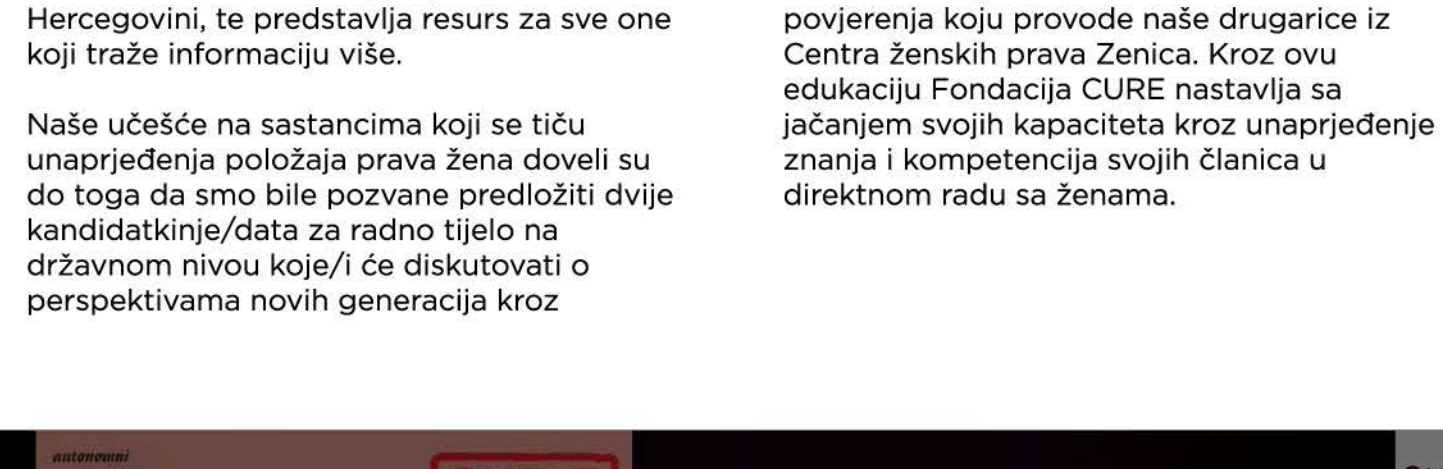 Hercegovini, te predstavlja resurs za sve one
koji traže informaciju više.
Naše učešće na sastancima koji se tiču
unaprjeđenja položaja prava žena doveli su
do toga da smo bile pozvane predložiti dvije
kandidatkinje/data za radno tijelo na
državnom nivou koje/i će diskutovati o
perspektivama novih generacija kroz
povjerenja koju provode naše drugarice iz
Centra ženskih prava Zenica. Kroz ovu
edukaciju Fondacija CURE nastavlja sa
jačanjem svojih kapaciteta kroz unaprjeđenje
znanja i kompetencija svojih članica u
direktnom radu sa ženama.
autonomni